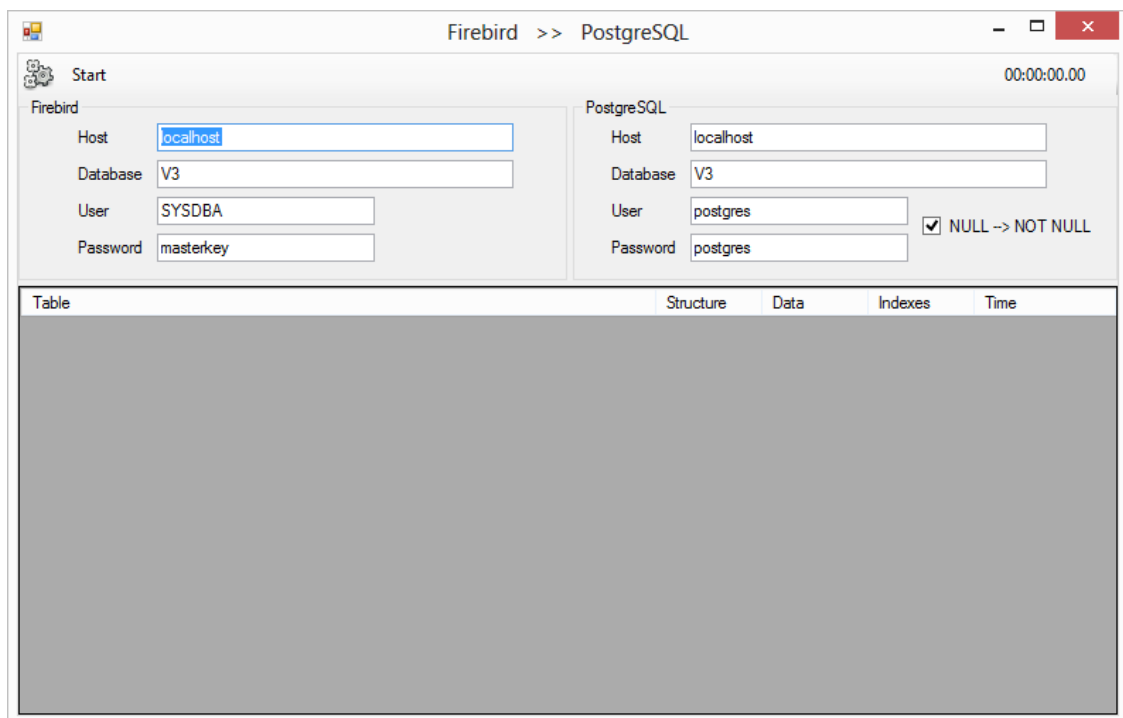 Firebird >> PostgreSQL
Start 00:00:00.00
Firebird
Host localhost
Database V3
User SYSDBA
Password masterkey
PostgreSQL
Host localhost
Database V3
User postgres
Password postgres
NULL --> NOT NULL
Table Structure Data Indexes Time